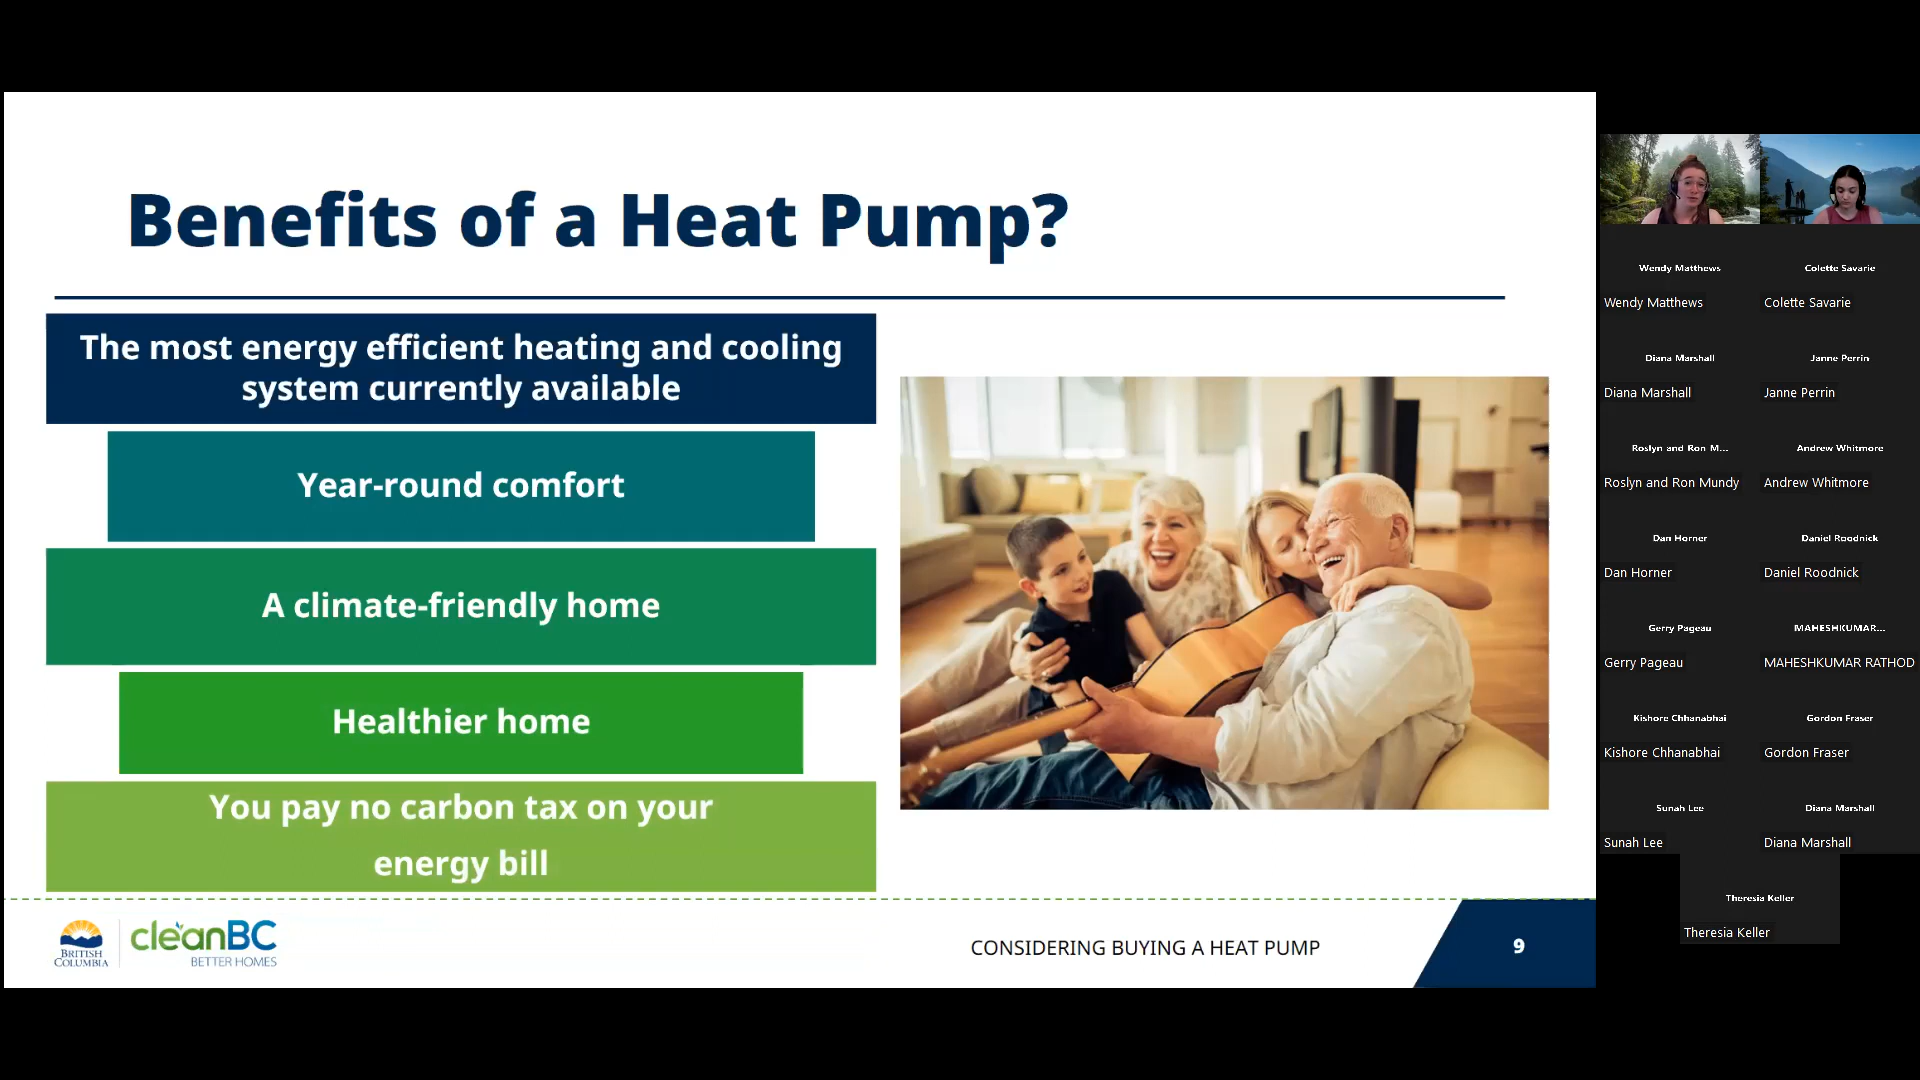 Benefits of a Heat Pump?
The most energy efficient heating and cooling
system currently available
Year-round comfort
A climate-friendly home
Healthier home
You pay no carbon tax on your
energy bill
BRITISH
COLUMBIA
cleanBC
BETTER HOMES
CONSIDERING BUYING A HEAT PUMP
9
Wendy Matthews
Wendy Matthews
Colette Savarie
Colette Savarie
Diana Marshall
Diana Marshall
Janne Perrin
Janne Perrin
Roslyn and Ron M...
Roslyn and Ron Mundy
Andrew Whitmore
Andrew Whitmore
Dan Horner
Dan Horner
Daniel Roodnick
Daniel Roodnick
Gerry Pageau
Gerry Pageau
MAHESHKUMAR...
MAHESHKUMAR RATHOD
Kishore Chhanabhai
Kishore Chhanabhai
Gordon Fraser
Gordon Fraser
Sunah Lee
Sunah Lee
Diana Marshall
Diana Marshall
Theresia Keller
Theresia Keller